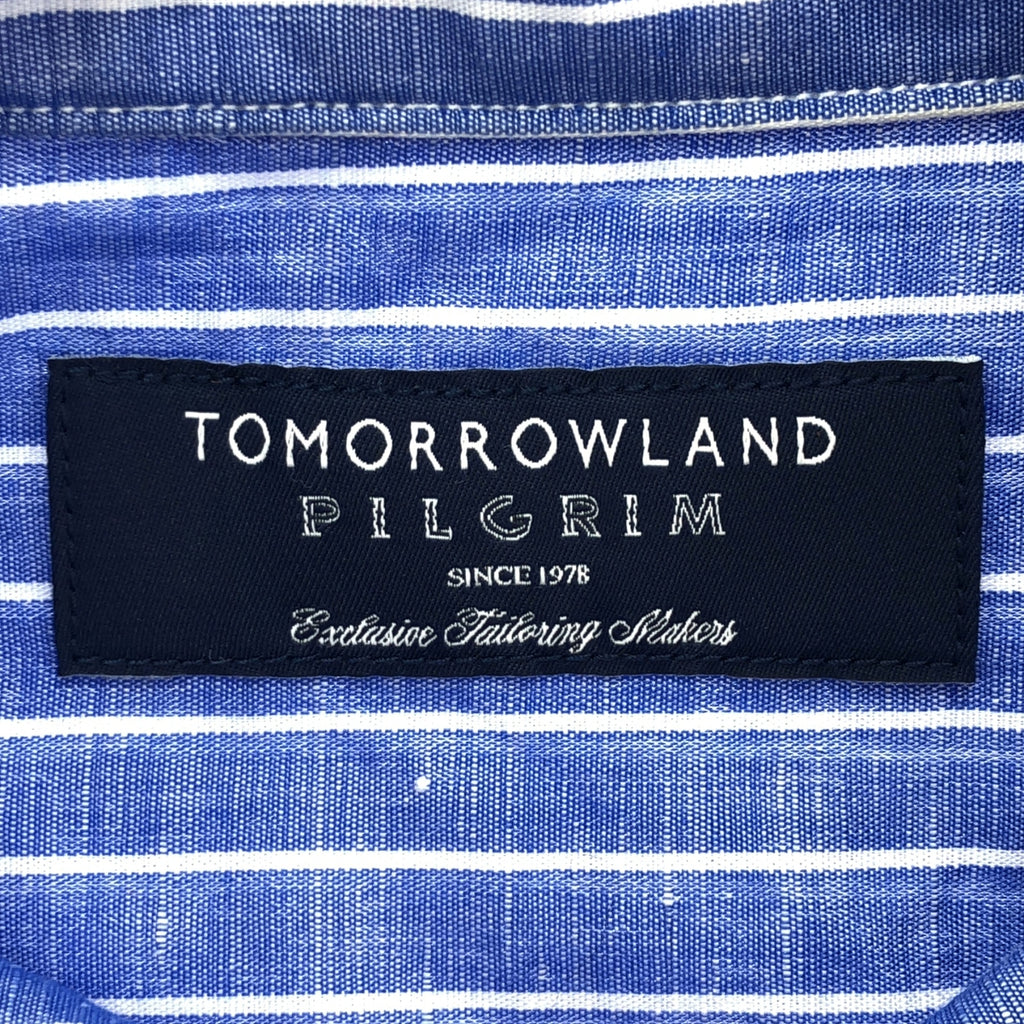 TOMORROWLAND
PILGRIM
SINCE 1978
Exclusive Tailoring Makers